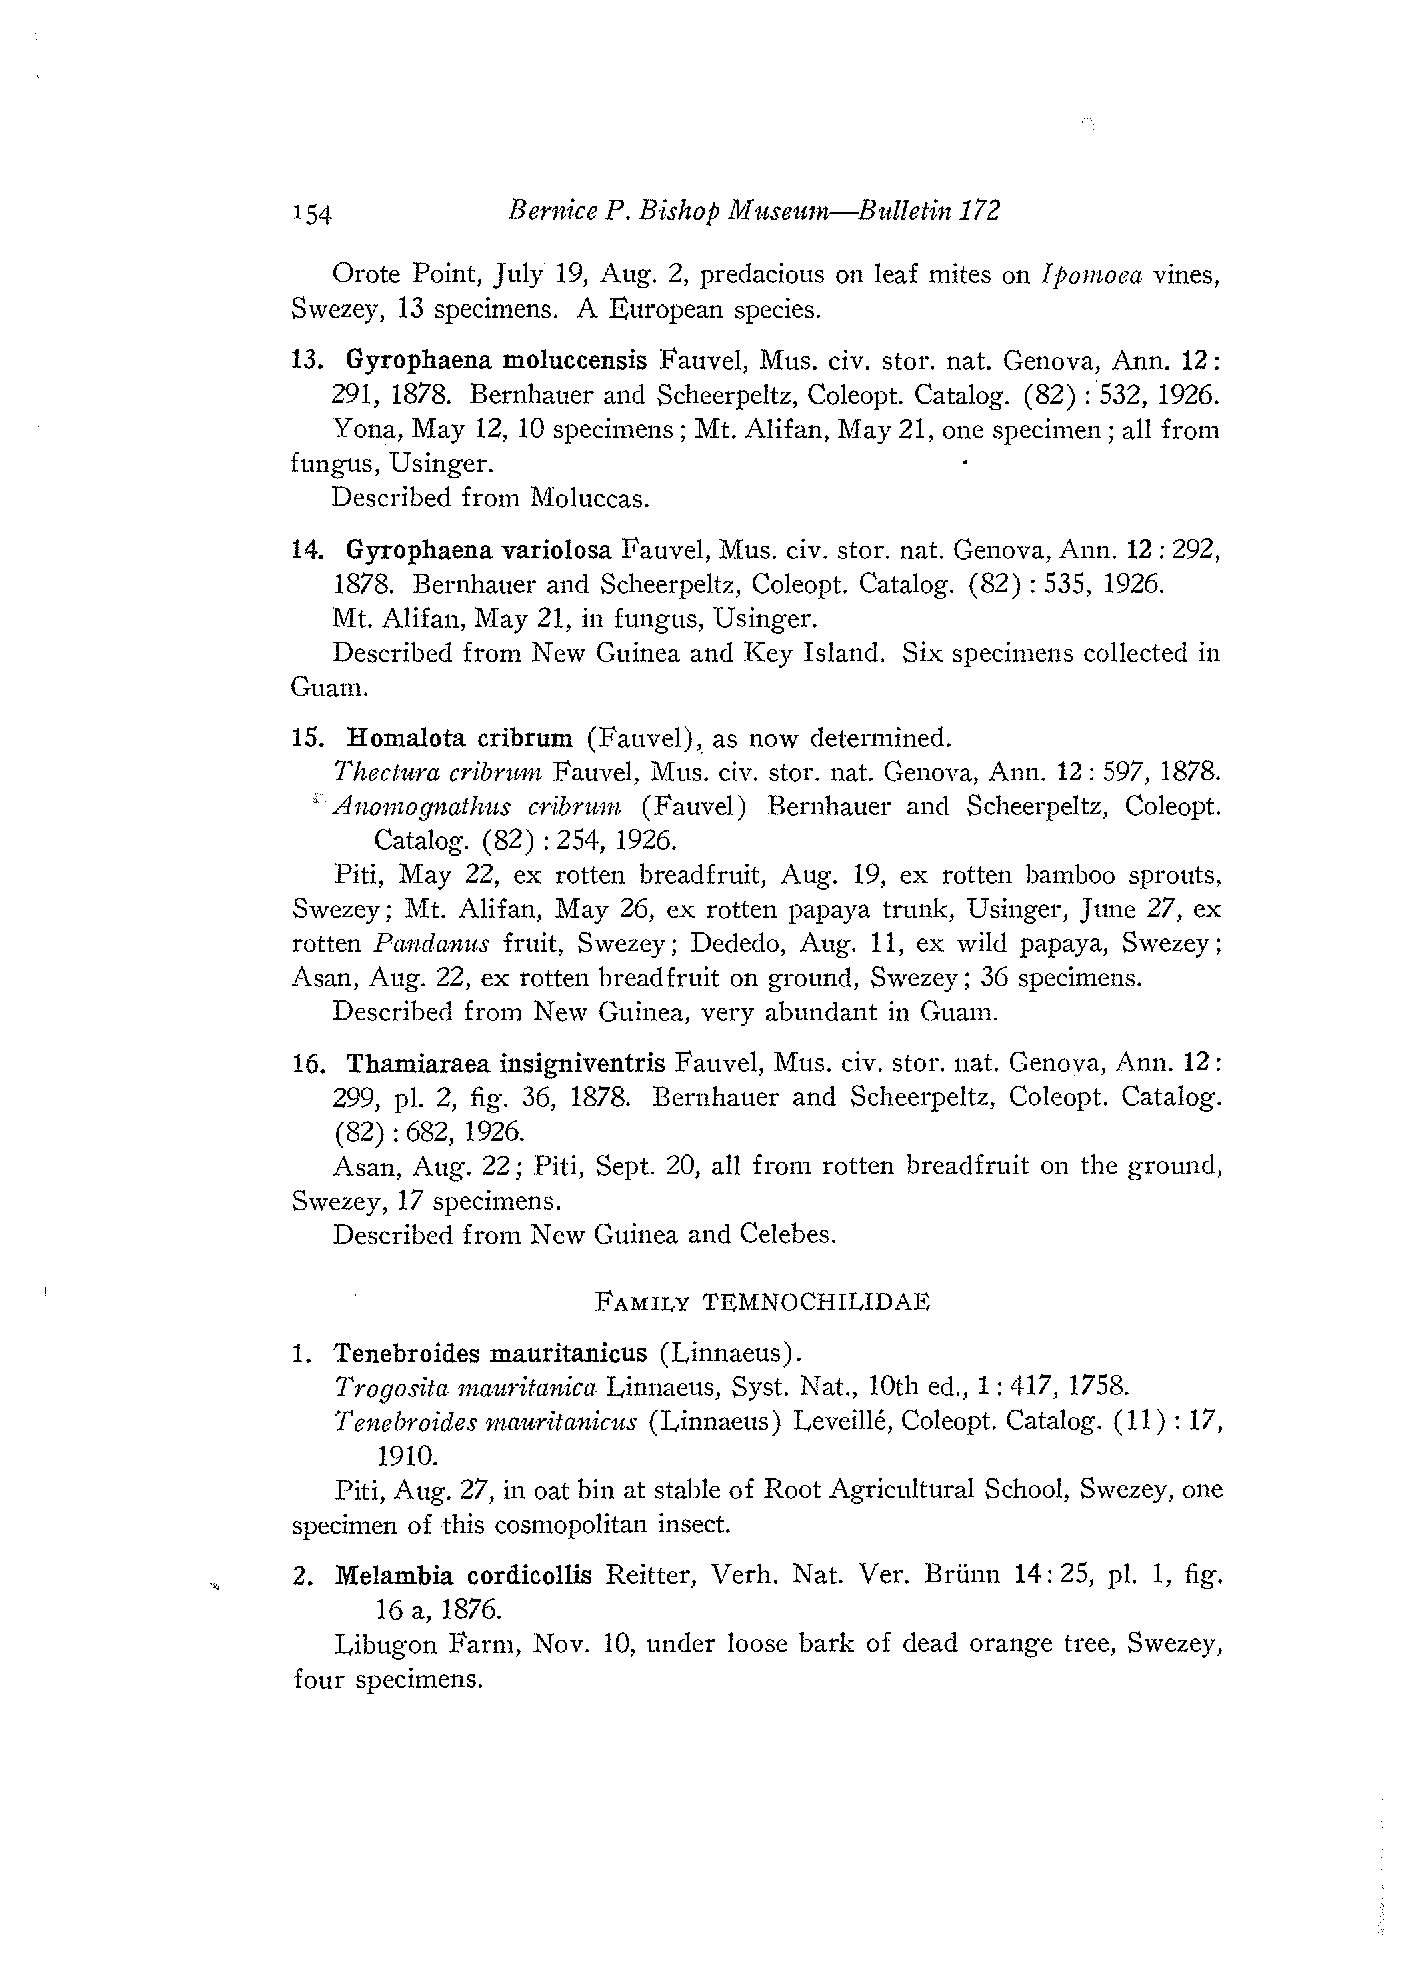 154 Bernice P. Bishop Museum—Bulletin 172
Orote Point, July 19, Aug. 2, predacious on leaf mites on Ipomoea vines,
Swezey, 13 specimens. A European species.
13. Gyrophaena moluccensis Fauvel, Mus. civ. stor. nat. Genova, Ann. 12:
291, 1878. Bernhauer and Scheerpeltz, Coleopt. Catalog. (82) : 532, 1926.
Yona, May 12, 10 specimens; Mt. Alifan, May 21, one specimen; all from
fungus, Usinger.
Described from Moluccas.
14. Gyrophaena variolosa Fauvel, Mus. civ. stor. nat. Genova, Ann. 12: 292,
1878. Bernhauer and Scheerpeltz, Coleopt. Catalog. (82) : 535, 1926.
Mt. Alifan, May 21, in fungus, Usinger.
Described from New Guinea and Key Island. Six specimens collected in
Guam.
15. Homalota cribrum (Fauvel), as now determined.
Thectura cribrum Fauvel, Mus. civ. stor. nat. Genova, Ann. 12: 597, 1878.
Anomognathus cribrum (Fauvel) Bernhauer and Scheerpeltz, Coleopt.
Catalog. (82) : 254, 1926.
Piti, May 22, ex rotten breadfruit, Aug. 19, ex rotten bamboo sprouts,
Swezey; Mt. Alifan, May 26, ex rotten papaya trunk, Usinger, June 27, ex
rotten Pandanus fruit, Swezey; Dededo, Aug. 11, ex wild papaya, Swezey;
Asan, Aug. 22, ex rotten breadfruit on ground, Swezey; 36 specimens.
Described from New Guinea, very abundant in Guam.
16. Thamiaraea insigniventris Fauvel, Mus. civ. stor. nat. Genova, Ann. 12:
299, pl. 2, fig. 36, 1878. Bernhauer and Scheerpeltz, Coleopt. Catalog.
(82) : 682, 1926.
Asan, Aug. 22; Piti, Sept. 20, all from rotten breadfruit on the ground,
Swezey, 17 specimens.
Described from New Guinea and Celebes.
FAMILY TEMNOCHILIDAE
1. Tenebroides mauritanicus (Linnaeus).
Trogosita mauritanica Linnaeus, Syst. Nat., 10th ed., 1: 417, 1758.
Tenebroides mauritanicus (Linnaeus) Leveillé, Coleopt. Catalog. (11) : 17,
1910.
Piti, Aug. 27, in oat bin at stable of Root Agricultural School, Swezey, one
specimen of this cosmopolitan insect.
2. Melambia cordicollis Reitter, Verh. Nat. Ver. Brünn 14: 25, pl. 1, fig.
16 a, 1876.
Libugon Farm, Nov. 10, under loose bark of dead orange tree, Swezey,
four specimens.